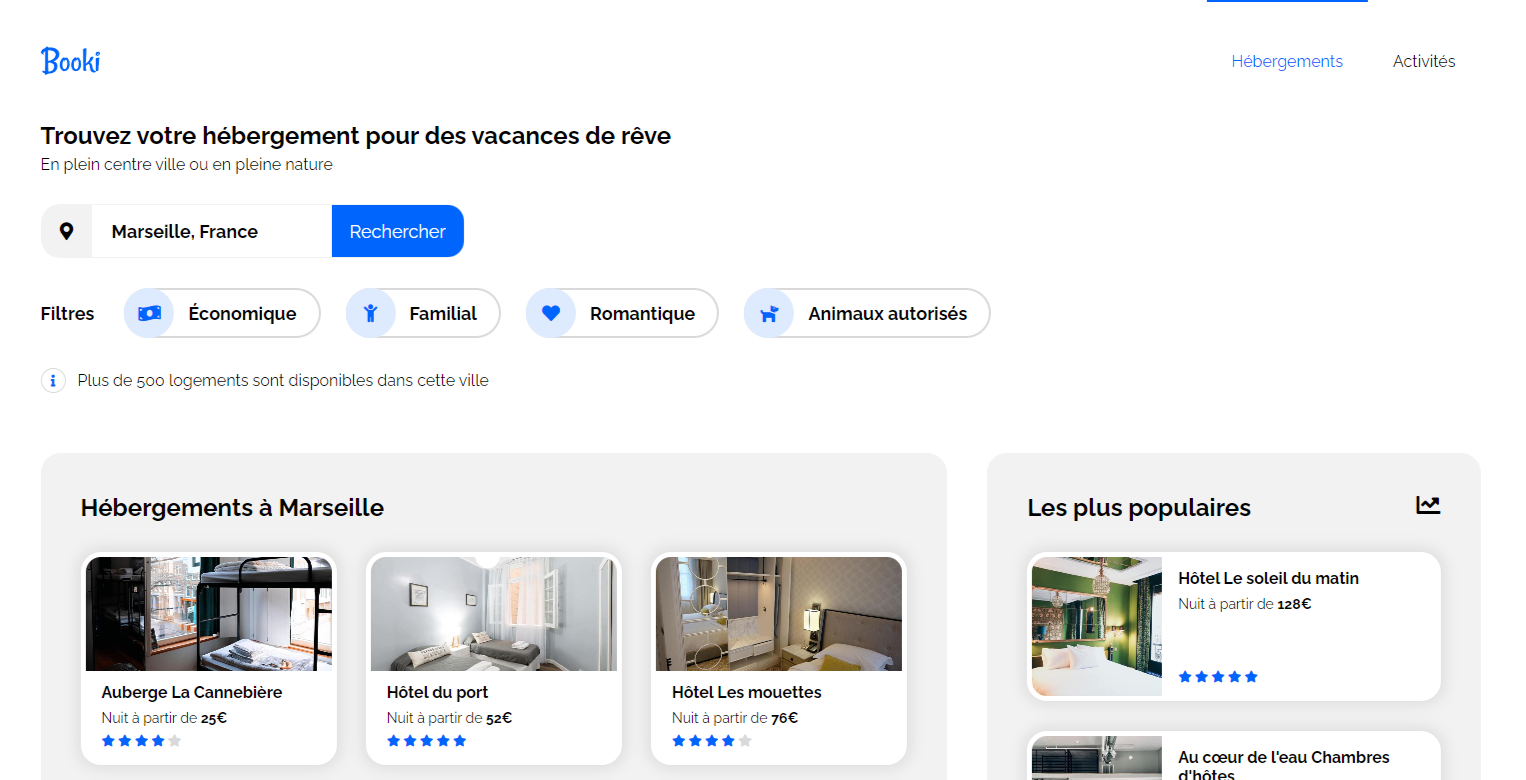 Booki
Hébergements
Activités
Trouvez votre hébergement pour des vacances de rêve
En plein centre ville ou en pleine nature
Marseille, France
Rechercher
Filtres
Économique
Familial
Romantique
Animaux autorisés
Plus de 500 logements sont disponibles dans cette ville
Hébergements à Marseille
Auberge La Cannebière
Nuit à partir de 25€
Hôtel du port
Nuit à partir de 52€
Hôtel Les mouettes
Nuit à partir de 76€
Les plus populaires
Hôtel Le soleil du matin
Nuit à partir de 128€
Au cœur de l'eau Chambres
d'hôtes